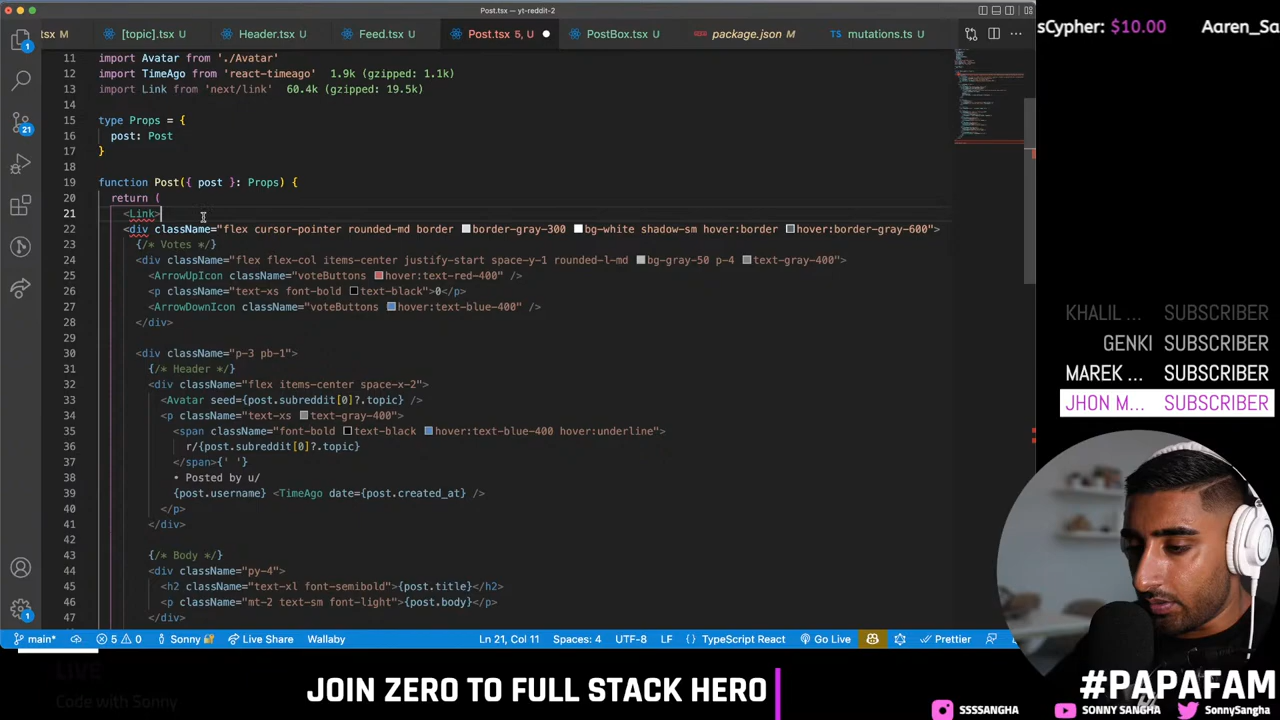 Post.tsx — yt-reddit-2
sCypher: $10.00 Aaren_Sa
.tsx M [topic].tsx U Header.tsx U Feed.tsx U Post.tsx 5, U PostBox.tsx U package.json M mutations.ts U
11 import Avatar from './Avatar'
12 import TimeAgo from 'react-timeago' 1.9k (gzipped: 1.1k)
13 import Link from 'next/link' 60.4k (gzipped: 19.5k)
14
15 type Props = {
16 post: Post
17 }
18
19 function Post({ post }: Props) {
20 return (
21 <Link>
22 <div className="flex cursor-pointer rounded-md border border-gray-300 bg-white shadow-sm hover:border hover:border-gray-600">
23 {/* Votes */}
24 <div className="flex flex-col items-center justify-start space-y-1 rounded-l-md bg-gray-50 p-4 text-gray-400">
25 <ArrowUpIcon className="voteButtons hover:text-red-400" />
26 <p className="text-xs font-bold text-black">0</p>
27 <ArrowDownIcon className="voteButtons hover:text-blue-400" />
28 </div>
29
30 <div className="p-3 pb-1">
31 {/* Header */}
32 <div className="flex items-center space-x-2">
33 <Avatar seed={post.subreddit[0]?.topic} />
34 <p className="text-xs text-gray-400">
35 <span className="font-bold text-black hover:text-blue-400 hover:underline">
36 r/{post.subreddit[0]?.topic}
37 </span>{' '}
38 • Posted by u/
39 {post.username} <TimeAgo date={post.created_at} />
40 </p>
41 </div>
42
43 {/* Body */}
44 <div className="py-4">
45 <h2 className="text-xl font-semibold">{post.title}</h2>
46 <p className="mt-2 text-sm font-light">{post.body}</p>
47 </div>
21
1
1
KHALIL ... SUBSCRIBER
GENKI SUBSCRIBER
MAREK ... SUBSCRIBER
JHON M... SUBSCRIBER
main* 5 0 Sonny Live Share Wallaby Ln 21, Col 11 Spaces: 4 UTF-8 LF {} TypeScript React Go Live Prettier
LIVE
Code with Sonny
JOIN ZERO TO FULL STACK HERO
#PAPAFAM
SSSSANGHA SONNY SANGHA SonnySangha